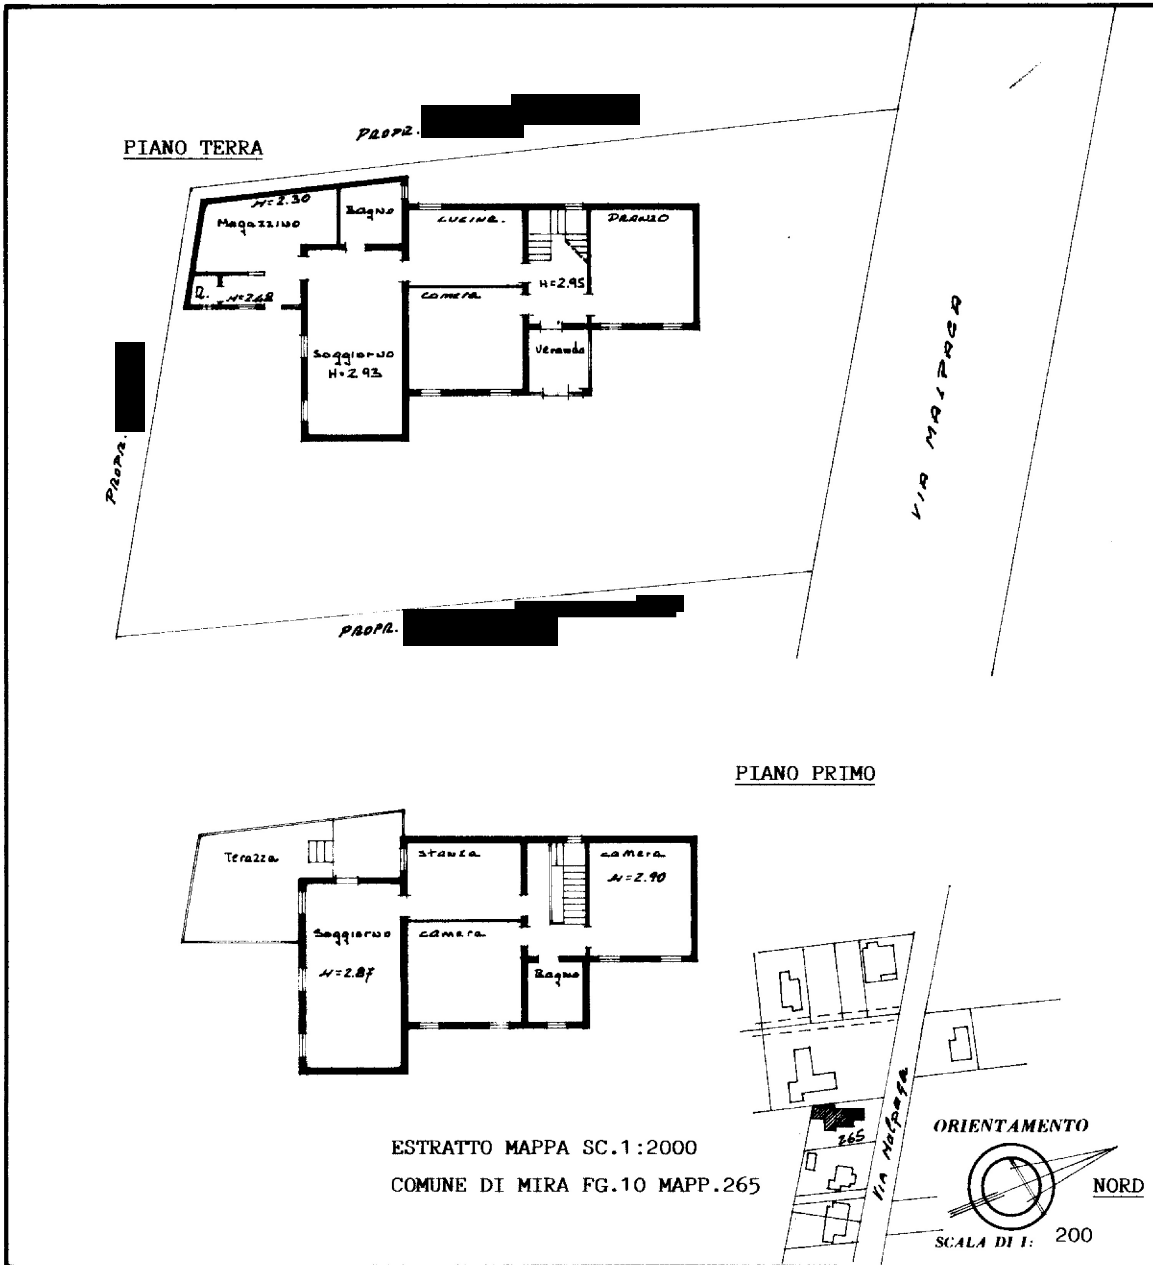 PROPR.
PIANO TERRA
H=2.30
Magazzino
Bagno
CUCINA.
PRANZO
R.
H=2.48
H=2.95
Camera
Soggiorno
H=2.93
Veranda
PROPR.
VIA MALPAGA
PROPR.
PIANO PRIMO
Terazza
Stanza
camera
H=2.90
Soggiorno
camera
H=2.87
Bagno
Via Malpaga
265
ESTRATTO MAPPA SC.1:2000
COMUNE DI MIRA FG.10 MAPP.265
ORIENTAMENTO
NORD
SCALA DI 1: 200